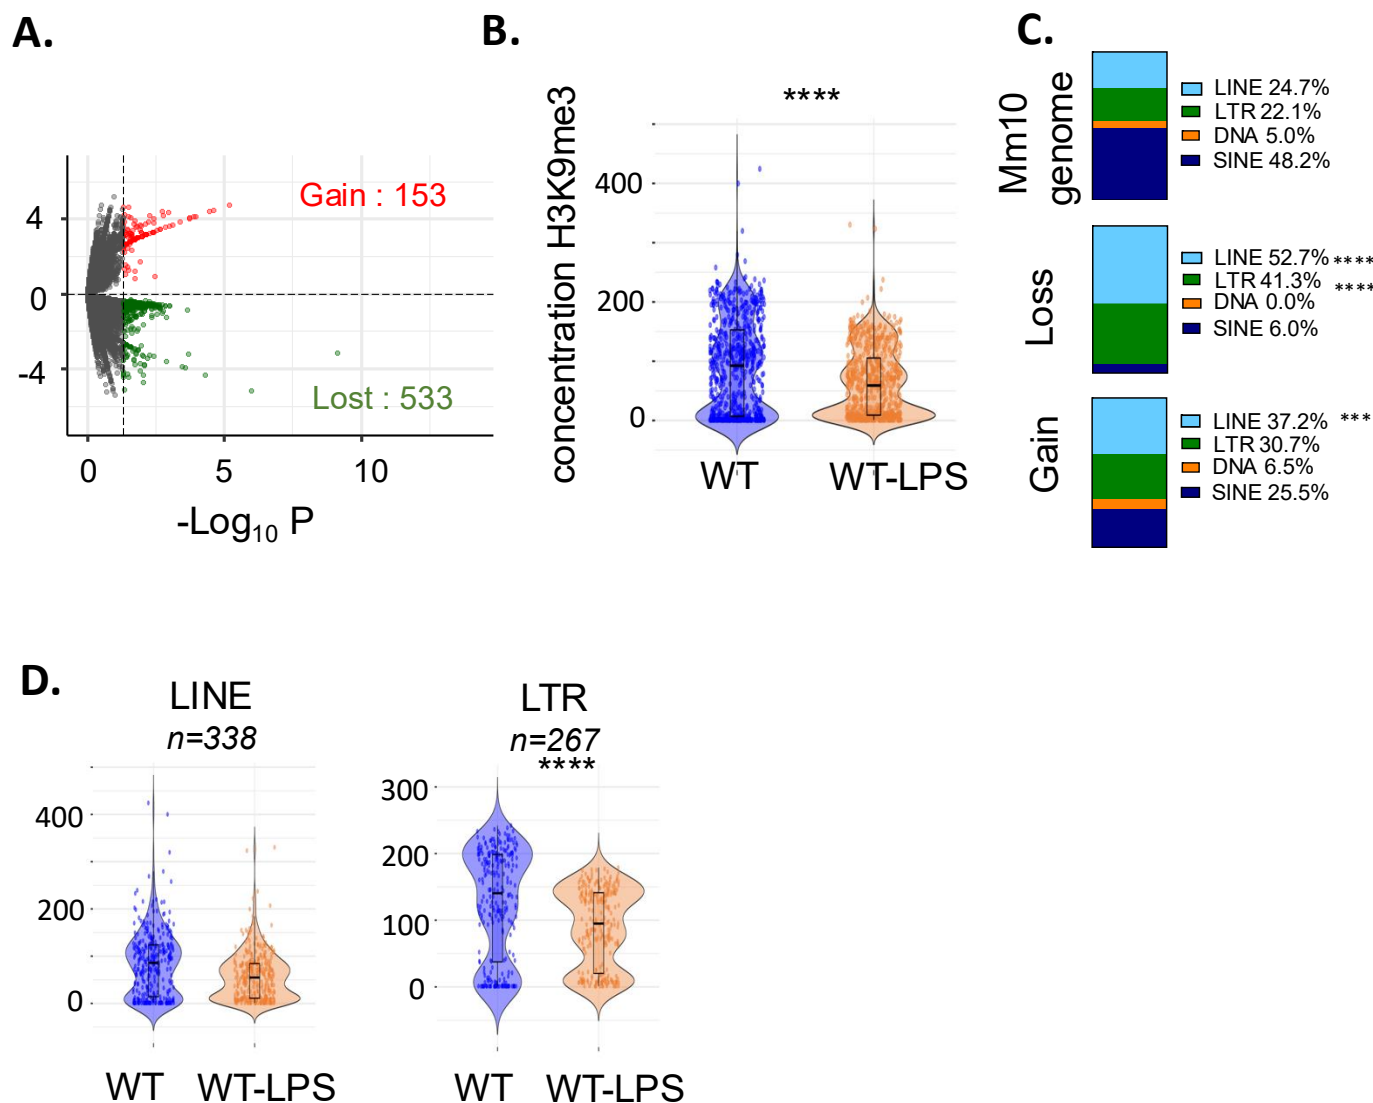 A.
4
0
-4
0
5
10
Gain : 153
Lost : 533
-Log10 P
B.
concentration H3K9me3
****
400
200
0
WT
WT-LPS
C.
Mm10
genome
LINE 24.7%
LTR 22.1%
DNA 5.0%
SINE 48.2%
Loss
LINE 52.7% ****
LTR 41.3% ****
DNA 0.0%
SINE 6.0%
Gain
LINE 37.2% ***
LTR 30.7%
DNA 6.5%
SINE 25.5%
D.
LINE
n=338
400
200
0
WT
WT-LPS
LTR
n=267
****
300
200
100
0
WT
WT-LPS